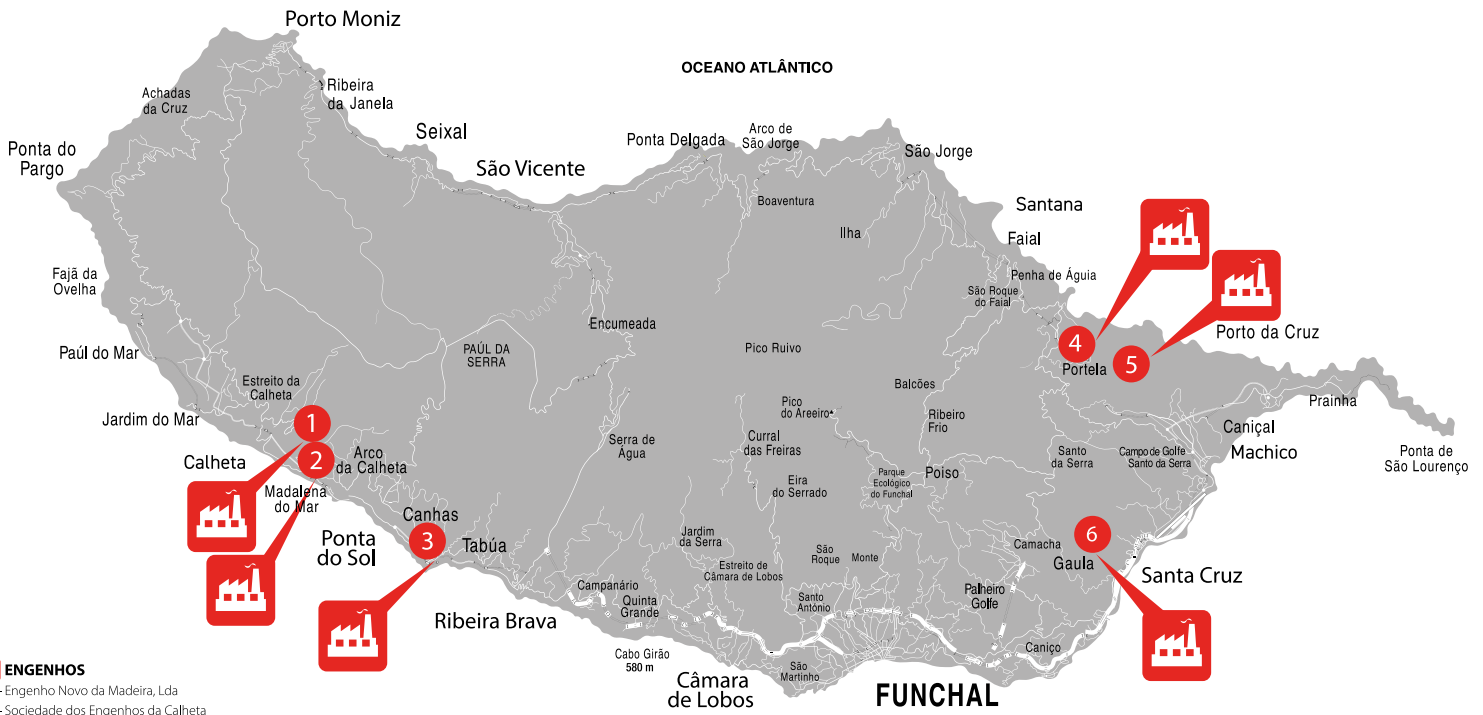 Porto Moniz
OCEANO ATLÂNTICO
Achadas
da Cruz
Ribeira
da Janela
Seixal
Ponta do
Pargo
São Vicente
Ponta Delgada
Arco de
São Jorge
São Jorge
Boaventura
Ilha
Santana
Faial
Penha de Águia
São Roque
do Faial
Fajã da
Ovelha
Encumeada
Porto da Cruz
Paúl do Mar
PAÚL DA
SERRA
Pico Ruivo
4
Portela
5
Estreito da
Calheta
Balcões
Prainha
Jardim do Mar
1
Pico
do Areeiro
Ribeiro
Frio
Caniçal
Machico
Calheta
2
Arco
da Calheta
Serra de
Água
Curral
das Freiras
Santo
da Serra
Campo de Golfe
Santo da Serra
Ponta de
São Lourenço
Madalena
do Mar
Eira
do Serrado
Parque
Ecológico
do Funchal
Poiso
Canhas
3
Ponta
do Sol
Tabúa
Jardim
da Serra
São
Roque
Monte
Camacha
6
Gaula
Estreito de
Câmara de Lobos
Santa Cruz
Campanário
Quinta
Grande
Santo
António
Palheiro
Golfe
Ribeira Brava
Cabo Girão
580 m
Caniço
São
Martinho
Câmara
de Lobos
FUNCHAL
ENGENHOS
- Engenho Novo da Madeira, Lda
- Sociedade dos Engenhos da Calheta